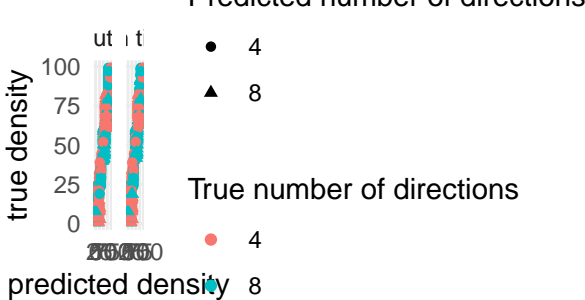 Predicted number of directions
4
8
100
75
50
25
0
true density
predicted density
True number of directions
4
8